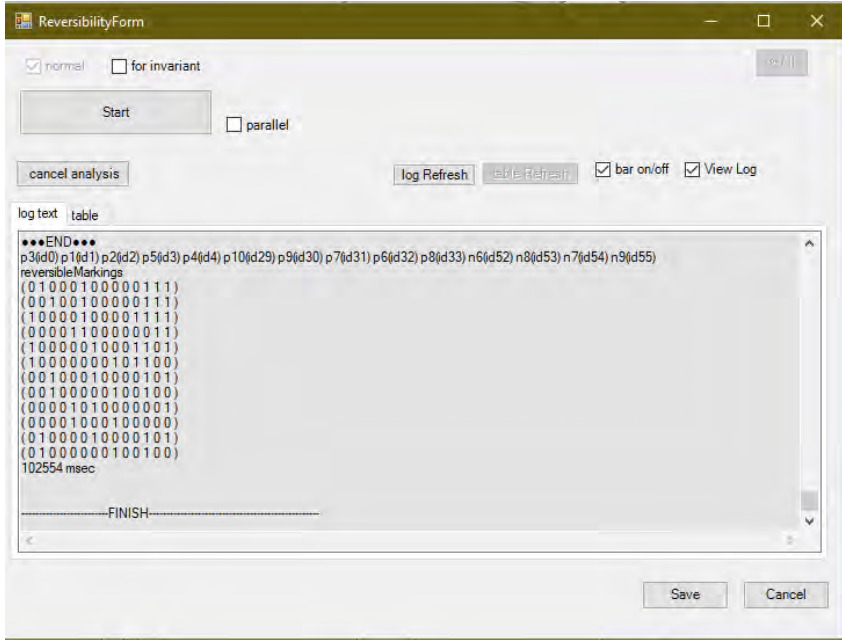 ReversibilityForm
normal for invariant
Start
parallel
cancel analysis log Refresh table Refresh bar on/off View Log
log text table
●●●END●●●
p3(id0) p1(id1) p2(id2) p5(id3) p4(id4) p10(id29) p9(id30) p7(id31) p6(id32) p8(id33) n6(id52) n8(id53) n7(id54) n9(id55)
reversibleMarkings
( 0 1 0 0 0 1 0 0 0 0 0 1 1 1 )
( 0 0 1 0 0 1 0 0 0 0 0 1 1 1 )
( 1 0 0 0 0 1 0 0 0 0 1 1 1 1 )
( 0 0 0 0 1 1 0 0 0 0 0 0 1 1 )
( 1 0 0 0 0 0 1 0 0 0 1 1 0 1 )
( 1 0 0 0 0 0 0 0 1 0 1 1 0 0 )
( 0 0 1 0 0 0 1 0 0 0 0 1 0 1 )
( 0 0 1 0 0 0 0 0 1 0 0 1 0 0 )
( 0 0 0 0 1 0 1 0 0 0 0 0 0 1 )
( 0 0 0 0 1 0 0 0 1 0 0 0 0 0 )
( 0 1 0 0 0 0 1 0 0 0 0 1 0 1 )
( 0 1 0 0 0 0 0 0 1 0 0 1 0 0 )
102554 msec
------------------------FINISH------------------------------------------------
Save Cancel